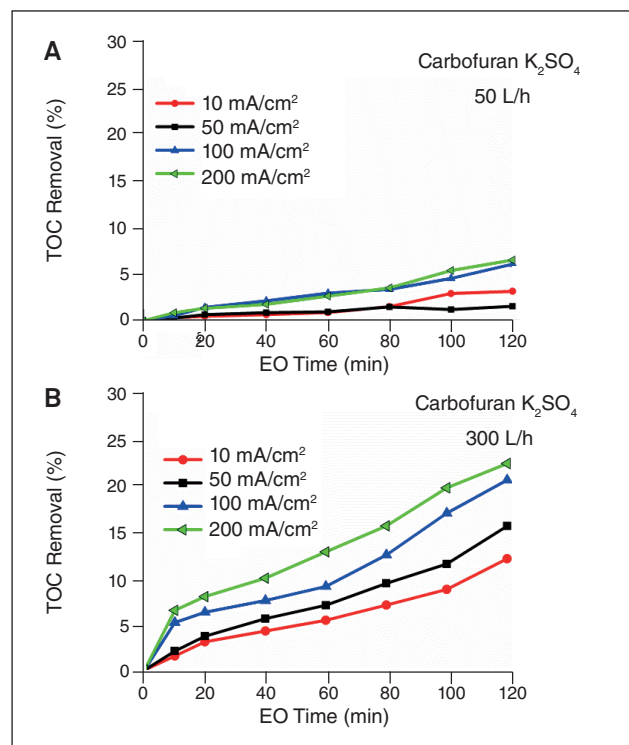 A
30
25
20
15
10
5
0
TOC Removal (%)
Carbofuran K₂SO₄
50 L/h
10 mA/cm²
50 mA/cm²
100 mA/cm²
200 mA/cm²
0 20 40 60 80 100 120
EO Time (min)
B
30
25
20
15
10
5
0
TOC Removal (%)
Carbofuran K₂SO₄
300 L/h
10 mA/cm²
50 mA/cm²
100 mA/cm²
200 mA/cm²
0 20 40 60 80 100 120
EO Time (min)